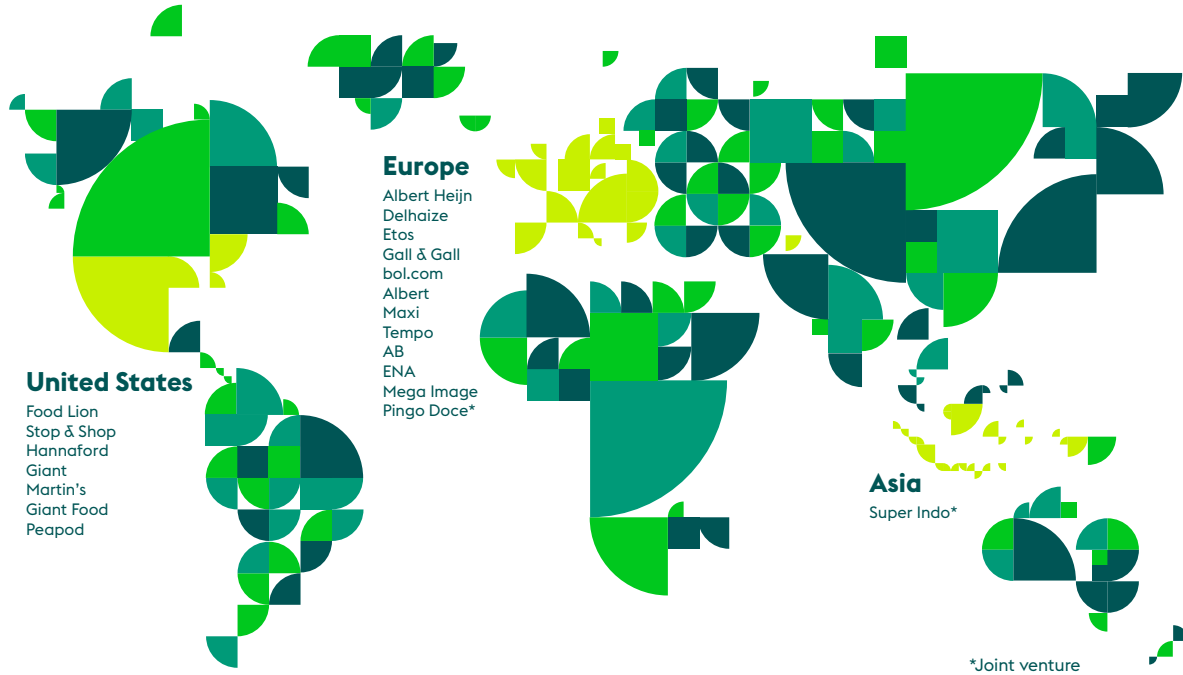 Europe
Albert Heijn
Delhaize
Etos
Gall & Gall
bol.com
Albert
Maxi
Tempo
AB
ENA
Mega Image
Pingo Doce*
United States
Food Lion
Stop & Shop
Hannaford
Giant
Martin's
Giant Food
Peapod
Asia
Super Indo*
*Joint venture